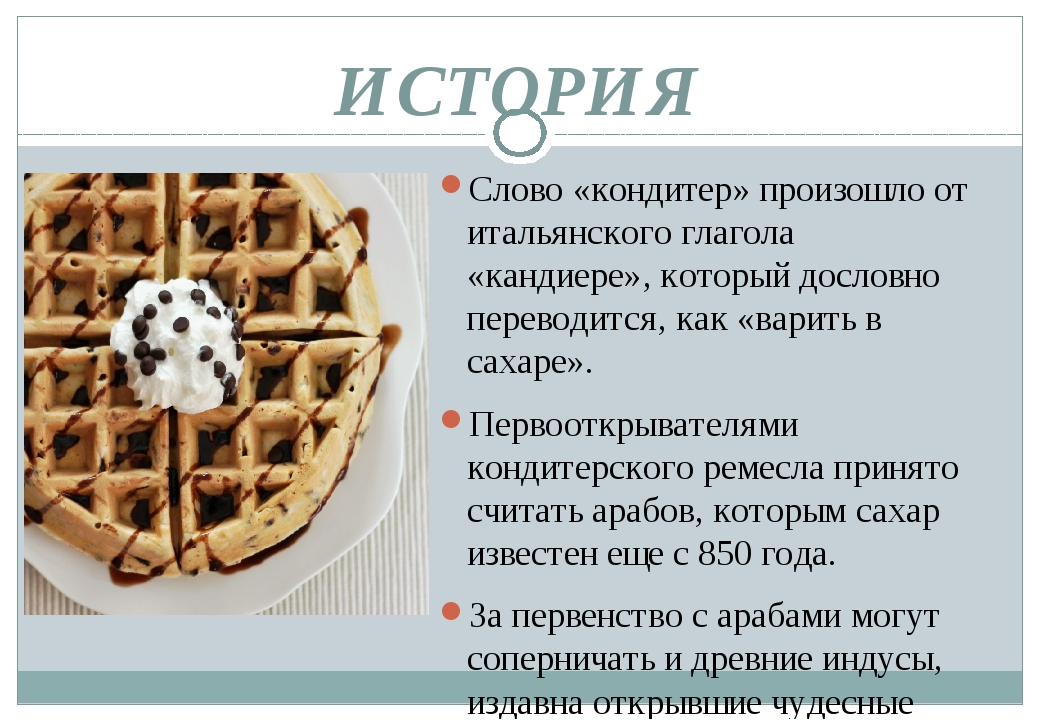 ИСТОРИЯ
Слово «кондитер» произошло от
итальянского глагола
«кандиере», который дословно
переводится, как «варить в
сахаре».
Первооткрывателями
кондитерского ремесла принято
считать арабов, которым сахар
известен еще с 850 года.
За первенство с арабами могут
соперничать и древние индусы,
издавна открывшие чудесные